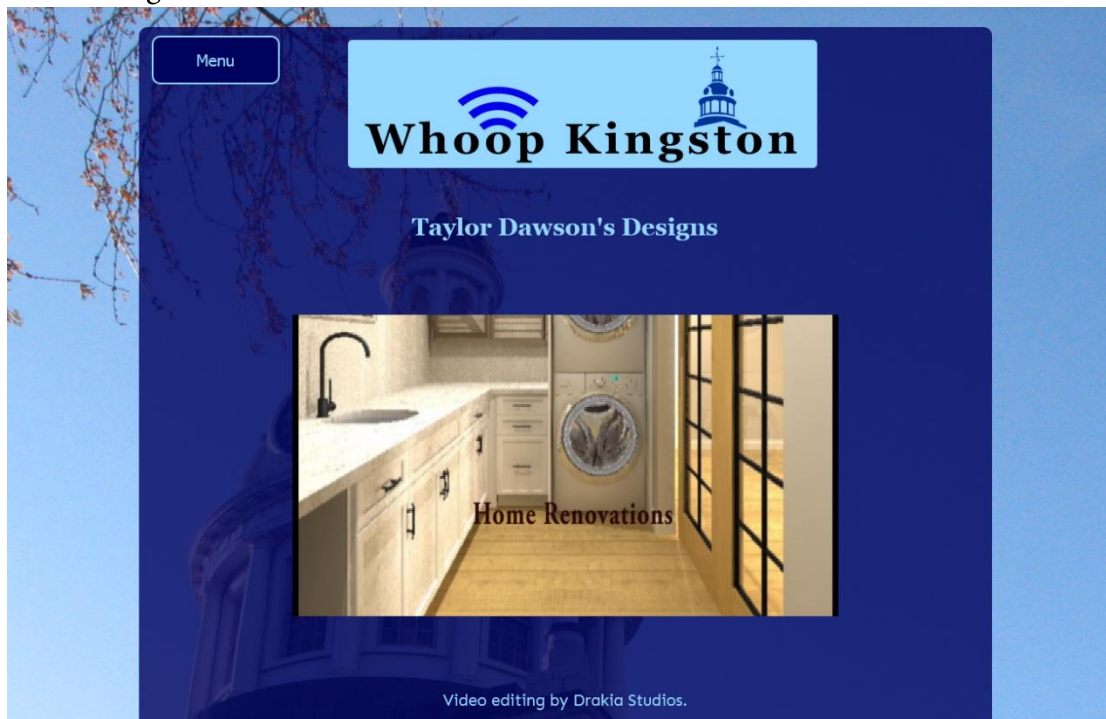 Menu
Whoop Kingston
Taylor Dawson's Designs
Home Renovations
Video editing by Drakia Studios.